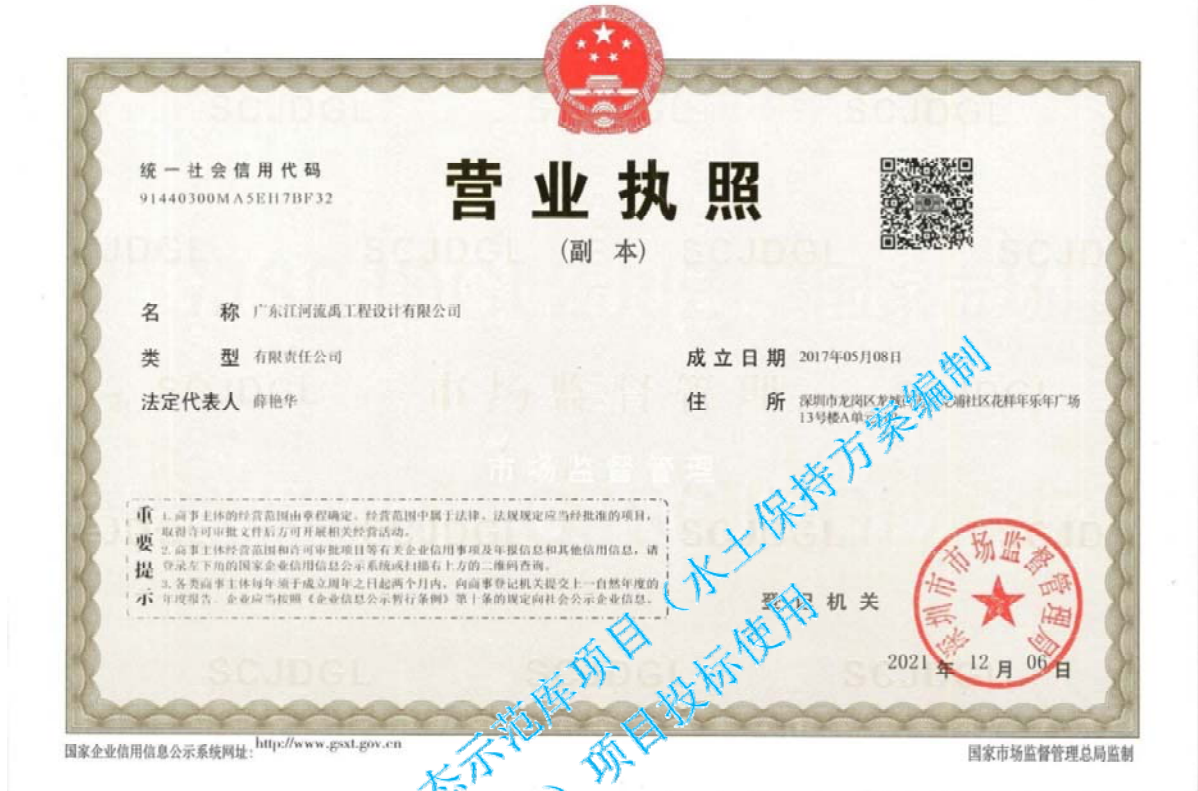 统一社会信用代码
91440300MA5EH7BF32
营业执照
(副 本)
名 称 广东江河流禹工程设计有限公司
类 型 有限责任公司
法定代表人 薛艳华
成立日期 2017年05月08日
住 所 深圳市龙岗区龙城 社区花样年乐年广场
13号楼A单
重要提示
1.商事主体的经营范围由章程确定。经营范围中属于法律、法规规定应当经批准的项目,
取得许可审批文件后方可开展相关经营活动。
2.商事主体经营范围和许可审批项目等有关企业信用事项及年报信息和其他信用信息,请
登录左下角的国家企业信用信息公示系统或扫描右上方的二维码查询。
3.各类商事主体每年须于成立周年之日起两个月内,向商事登记机关提交上一自然年度的
年度报告。企业应当按照《企业信息公示暂行条例》第十条的规定向社会公示企业信息。
登记机关
深圳市市场监督管理局
2021年12月06日
态示范库项目(水土保持方案编制
)项目投标使用
国家企业信用信息公示系统网址:http://www.gsxt.gov.cn
国家市场监督管理总局监制
SCJDGL
市场监督管理